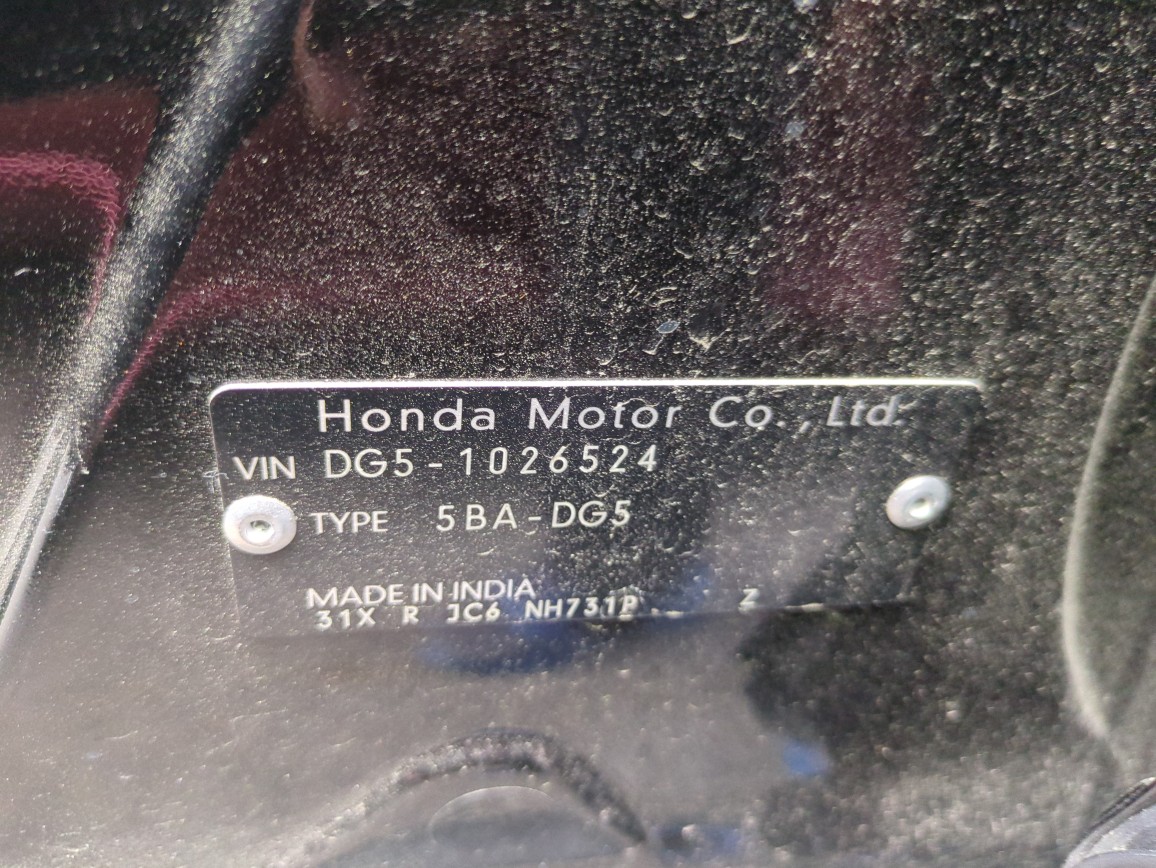 Honda Motor Co., Ltd.
VIN DG5-1026524
TYPE 5BA-DG5
MADE IN INDIA
31X R JC6 NH731P Z